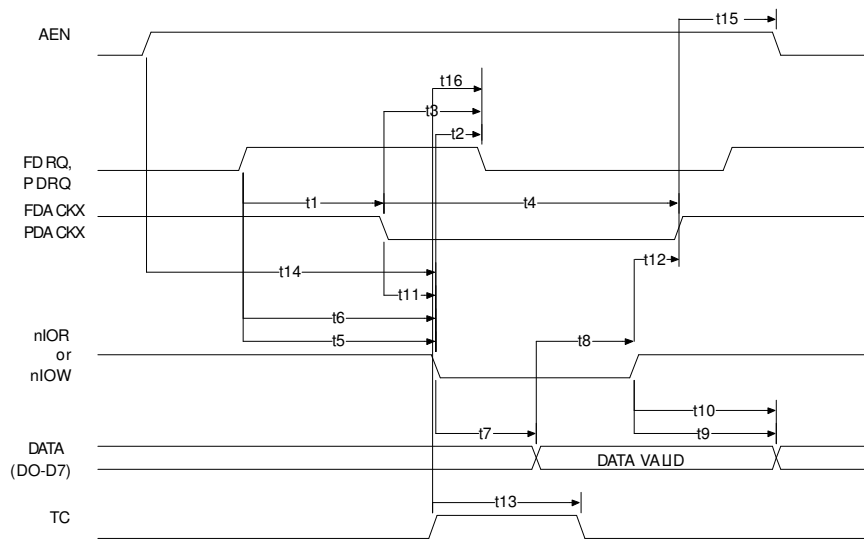 t15
AEN
t16
t3
t2
FDRQ,
PDRQ
t1
t4
FDACKX
PDACKX
t12
t14
t11
t6
nIOR
or
nIOW
t5
t8
t10
t7
t9
DATA
(DO-D7)
DATA VALID
t13
TC